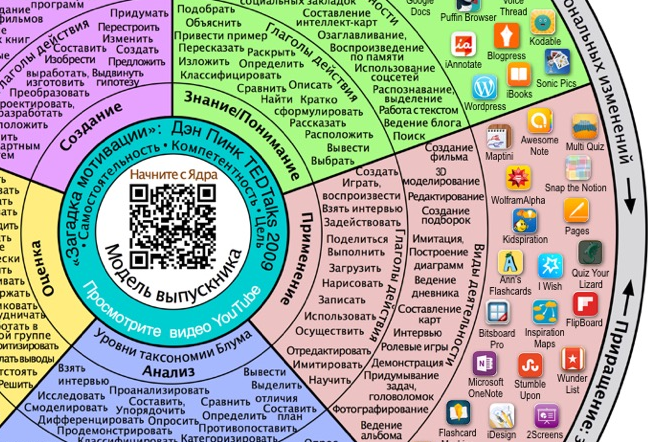 Придумать
Перестроить
Изменить
Составить Создать
Изобрести Предложить
выработать, Выдвинуть
изготовить гипотезу
Преобразовать
Создание
Подобрать
Объяснить
Привести пример
Пересказать Раскрыть
Изложить Определить
Классифицировать
Сравнить Описать
Найти Кратко
сформулировать
Рассказать
Расположить
Вывести
Выбрать
Глаголы действия
Знание/Понимание
Составление
интеллект-карт
Озаглавливание,
Воспроизведение
по памяти
Использование
соцсетей
Распознавание,
выделение
Работа с текстом
Ведение блога
Поиск
Google
Docs
Puffin Browser
Voice
Thread
Kodable
iAnnotate
Blogpress
Sonic Pics
iBooks
Wordpress
«Загадка мотивации»: Дэн Пинк TEDTalks 2009
• Самостоятельность • Компетентность • Цель
Начните с Ядра
Модель выпускника
Просмотрите видео YouTube
Применение
Создать
Играть,
воспроизвести
Взять интервью
Задействовать
Поделиться
Выполнить
Загрузить
Нарисовать
Записать
Использовать
Осуществить
Отредактировать
Имитировать
Научить
Глаголы действия
Создание
фильма
3D
моделирование
Редактирование
Создание
подборок
Имитация,
Построение
диаграмм
Ведение
дневника
Составление
карт
Интервью
Ролевые игры
Демонстрация
Придумывание
задач,
головоломок
Фотографирование
Ведение
альбома
Виды деятельности
Maptini
Awesome
Note
Multi Quiz
Snap the Notion
WolframAlpha
Pages
Kidspiration
Quiz Your
Lizard
Ann's
Flashcards
I Wish
FlipBoard
Bitsboard
Pro
Inspiration
Maps
Wunder
List
Microsoft
OneNote
Stumble
Upon
Flashcard
iDesign
2Screens
Приращение:
Оценка
Уровни таксономии Блума
Анализ
Взять
интервью
Вывести
Выделить
отличия
Проанализировать
Исследовать Составить, Сравнить
Смоделировать Упорядочить Составить
Дифференцировать Опросить Определить план
Продемонстрировать Противопоставить
Классифицировать Категоризировать